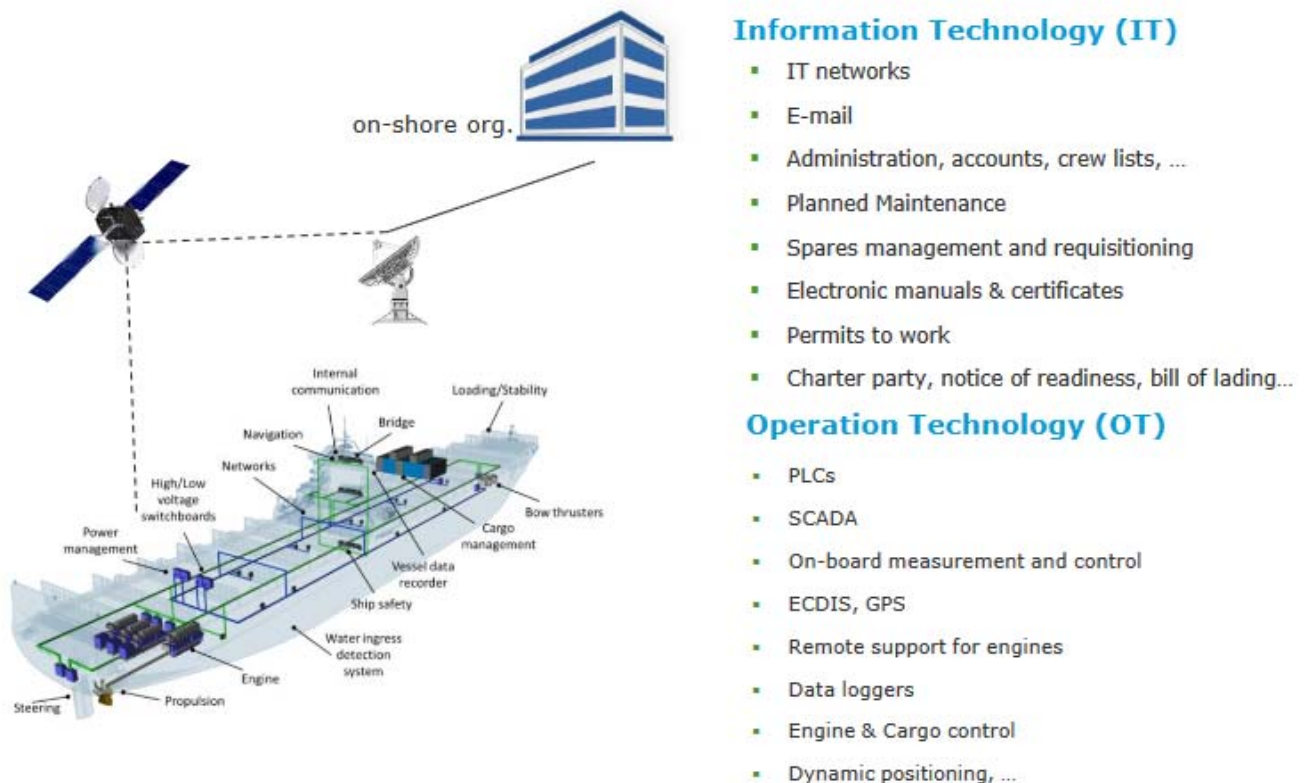 on-shore org.
Internal
communication
Loading/Stability
Bridge
Navigation
Networks
High/Low
voltage
switchboards
Power
management
Bow thrusters
Cargo
management
Vessel data
recorder
Ship safety
Water ingress
detection
system
Engine
Propulsion
Steering
Information Technology (IT)
▪ IT networks
▪ E-mail
▪ Administration, accounts, crew lists, ...
▪ Planned Maintenance
▪ Spares management and requisitioning
▪ Electronic manuals & certificates
▪ Permits to work
▪ Charter party, notice of readiness, bill of lading...
Operation Technology (OT)
▪ PLCs
▪ SCADA
▪ On-board measurement and control
▪ ECDIS, GPS
▪ Remote support for engines
▪ Data loggers
▪ Engine & Cargo control
▪ Dynamic positioning, ...